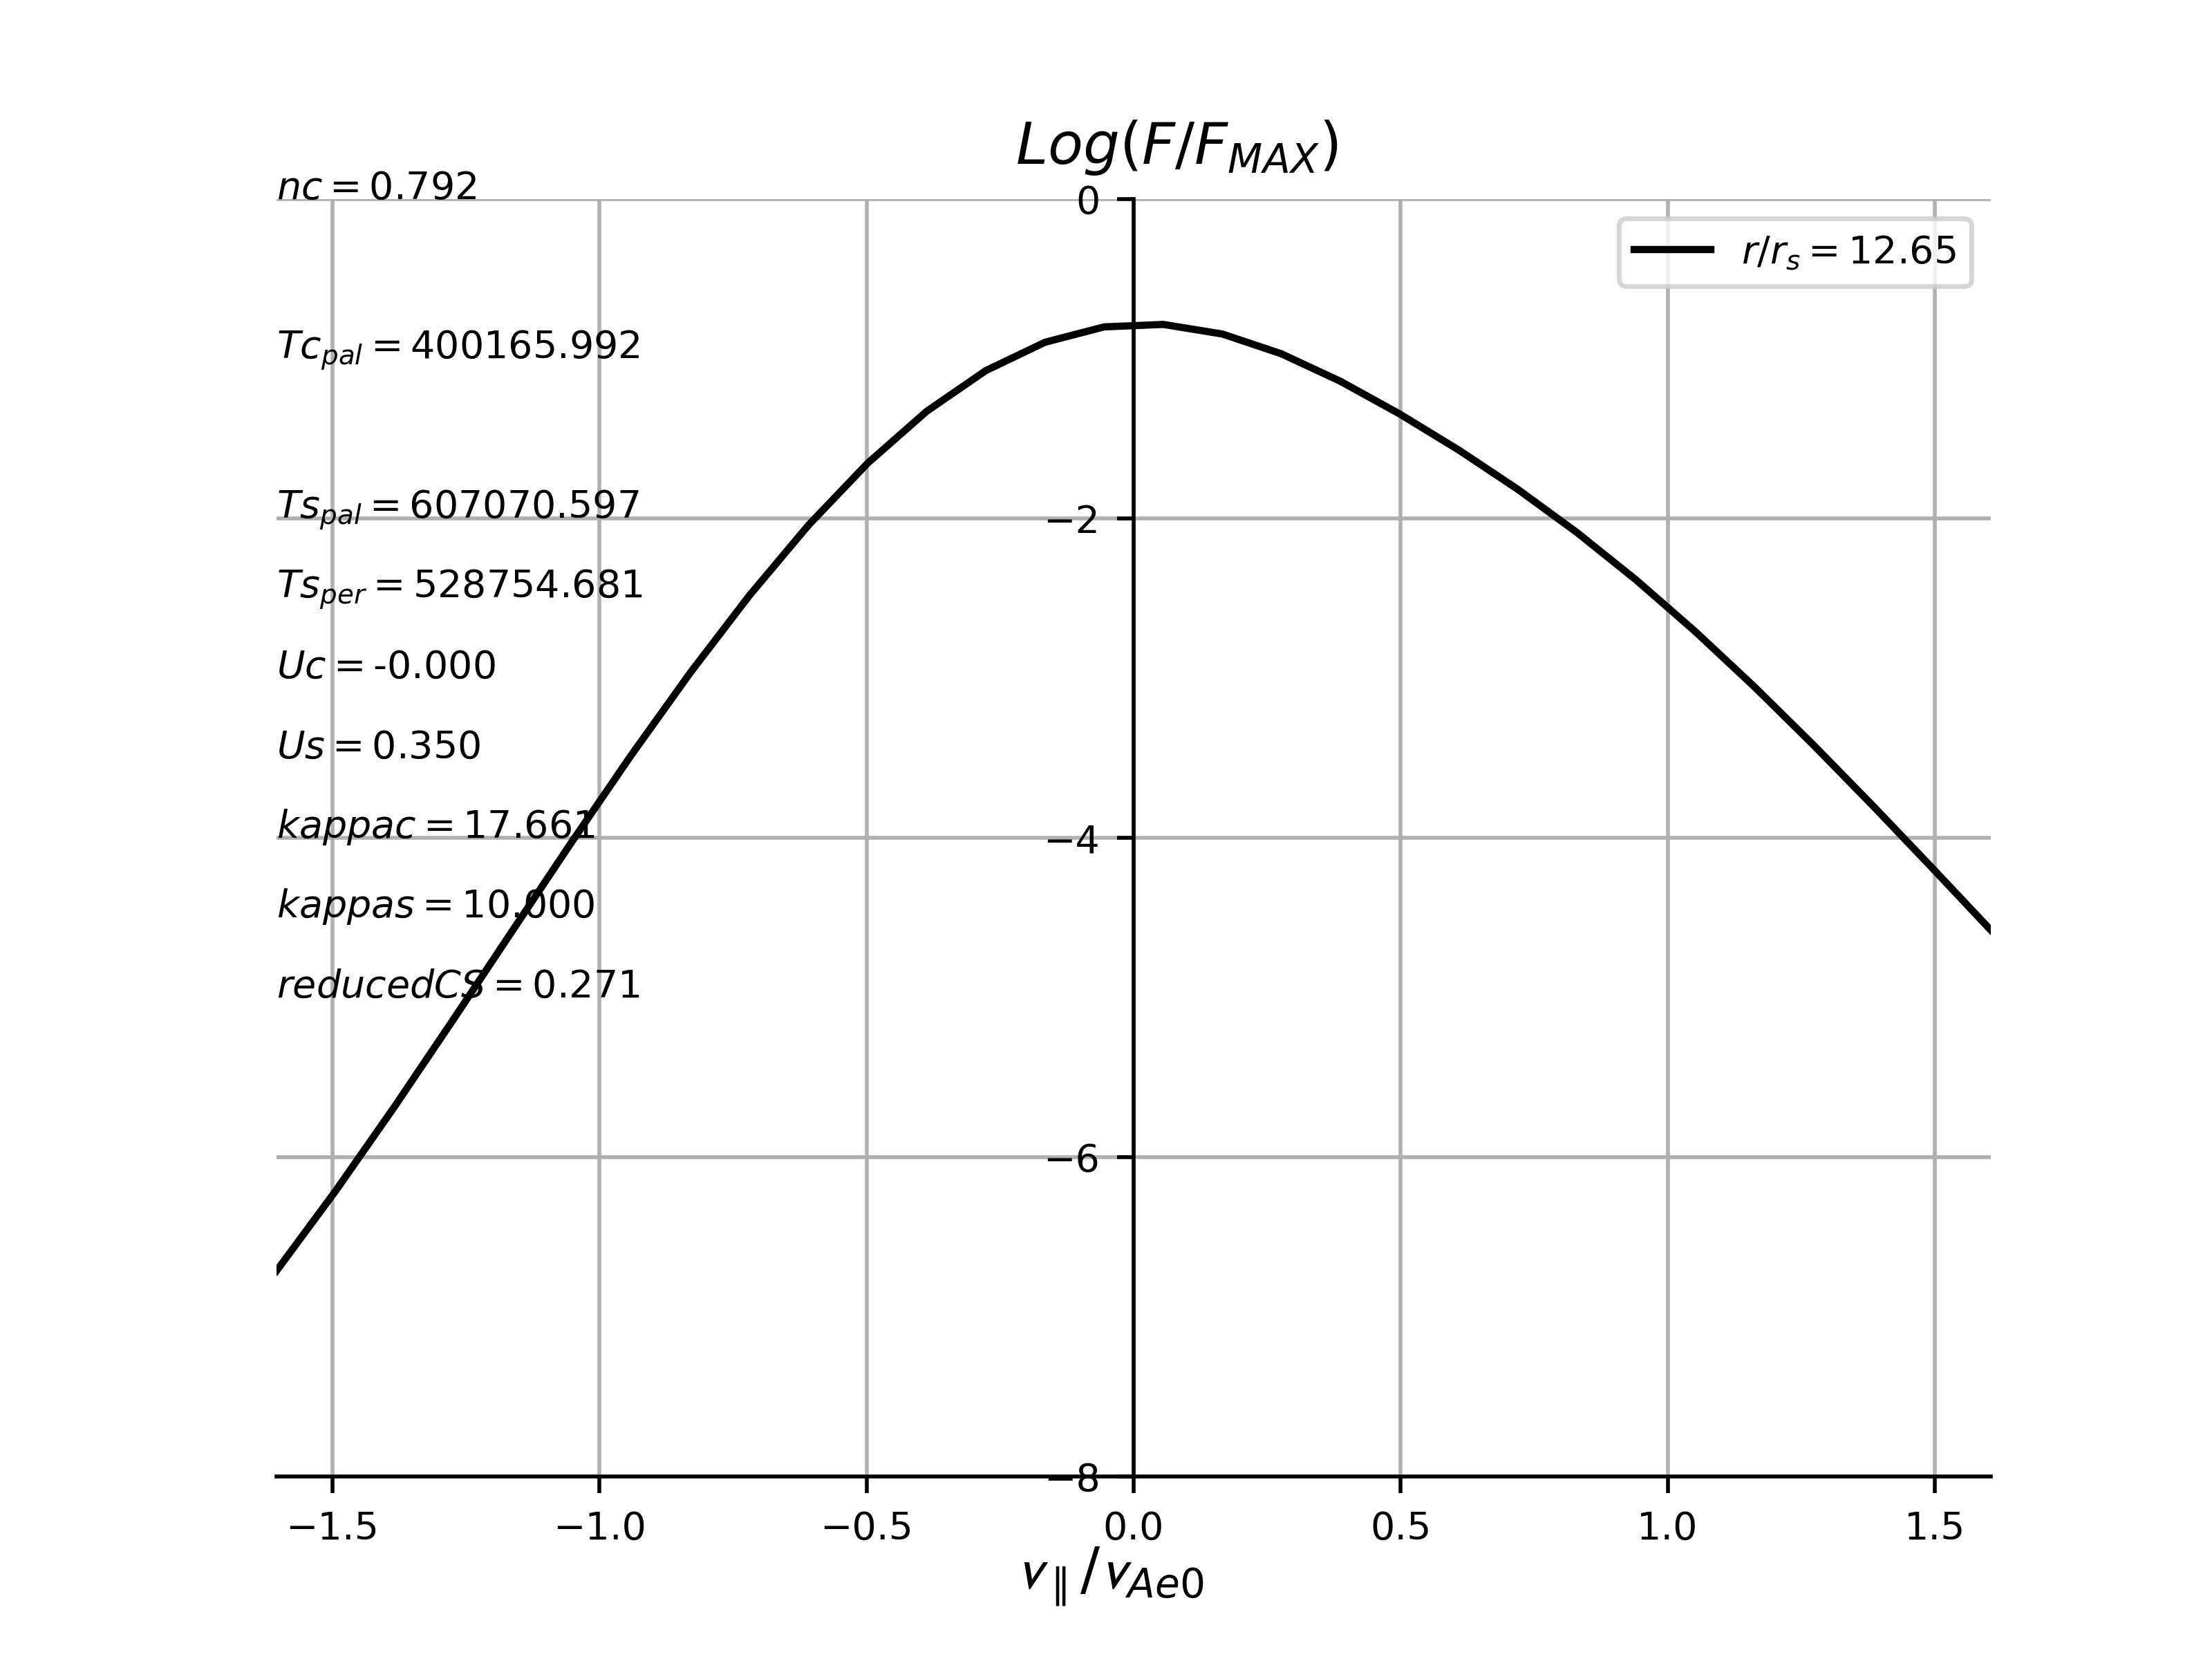 Log(F/F_MAX)
nc = 0.792
0
r/r_s = 12.65
Tc_pal = 400165.992
Ts_pal = 607070.597
−2
Ts_per = 528754.681
Uc = -0.000
Us = 0.350
kappac = 17.661
−4
kappas = 10.000
reducedCS = 0.271
−6
−8
−1.5 −1.0 −0.5 0.0 0.5 1.0 1.5
v_∥/v_Ae0